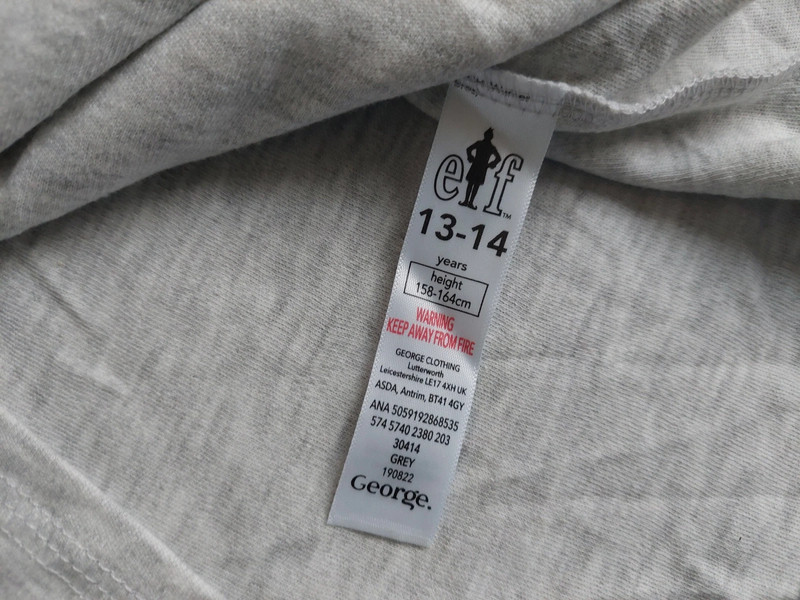 elf™
13-14
years
height
158-164cm
WARNING
KEEP AWAY FROM FIRE
GEORGE CLOTHING
Lutterworth
Leicestershire LE17 4XH UK
ASDA, Antrim, BT41 4GY
ANA 5059192868535
574 5740 2380 203
30414
GREY
190822
George.